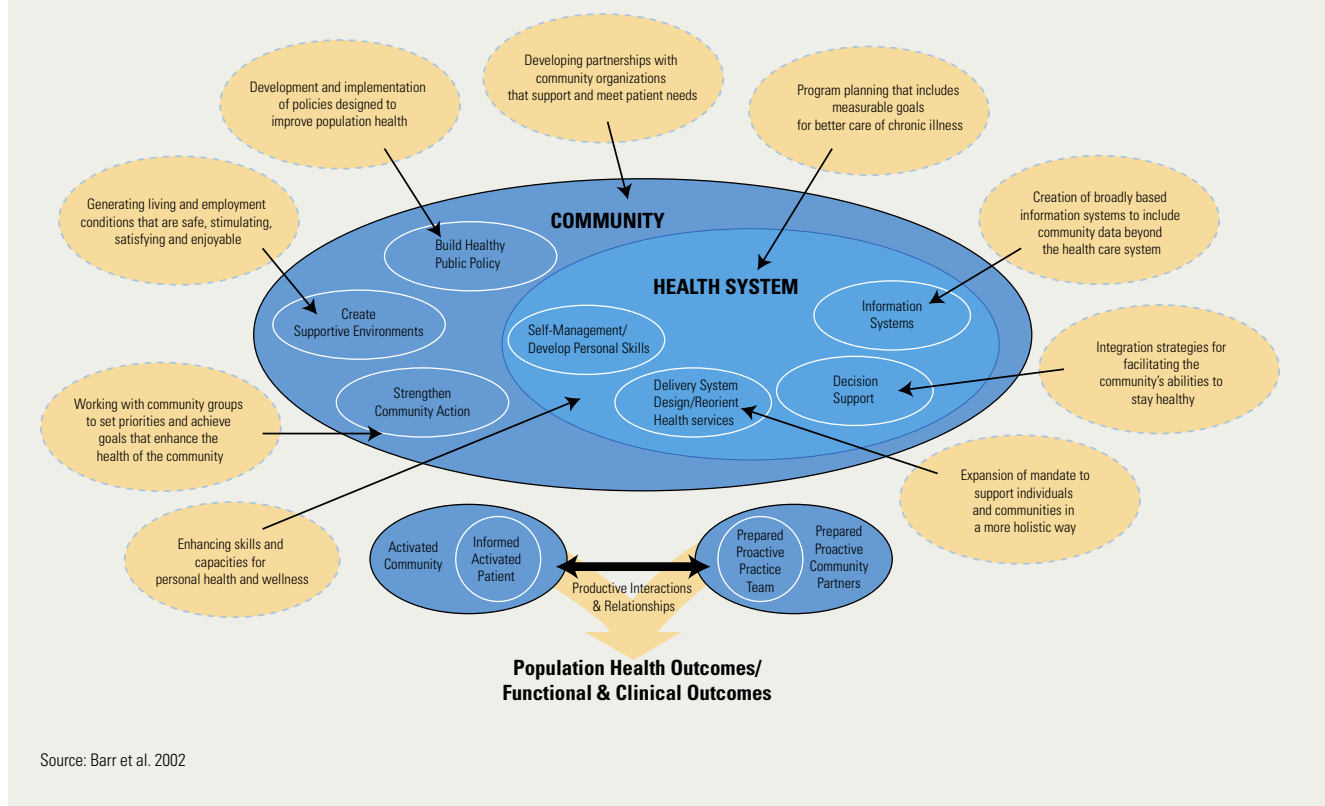 Developing partnerships with
community organizations
that support and meet patient needs
Development and implementation
of policies designed to
improve population health
Program planning that includes
measurable goals
for better care of chronic illness
Generating living and employment
conditions that are safe, stimulating,
satisfying and enjoyable
Creation of broadly based
information systems to include
community data beyond
the health care system
COMMUNITY
Build Healthy
Public Policy
HEALTH SYSTEM
Create
Supportive Environments
Self-Management/
Develop Personal Skills
Information
Systems
Strengthen
Community Action
Delivery System
Design/Reorient
Health services
Decision
Support
Integration strategies for
facilitating the
community's abilities to
stay healthy
Working with community groups
to set priorities and achieve
goals that enhance the
health of the community
Expansion of mandate to
support individuals
and communities in
a more holistic way
Enhancing skills and
capacities for
personal health and wellness
Activated
Community
Informed
Activated
Patient
Productive Interactions
& Relationships
Prepared
Proactive
Practice
Team
Prepared
Proactive
Community
Partners
Population Health Outcomes/
Functional & Clinical Outcomes
Source: Barr et al. 2002